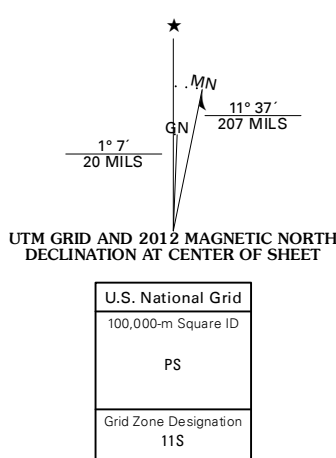 ★
MN
GN
11° 37´
207 MILS
1° 7´
20 MILS
UTM GRID AND 2012 MAGNETIC NORTH
DECLINATION AT CENTER OF SHEET
U.S. National Grid
100,000-m Square ID
PS
Grid Zone Designation
11S